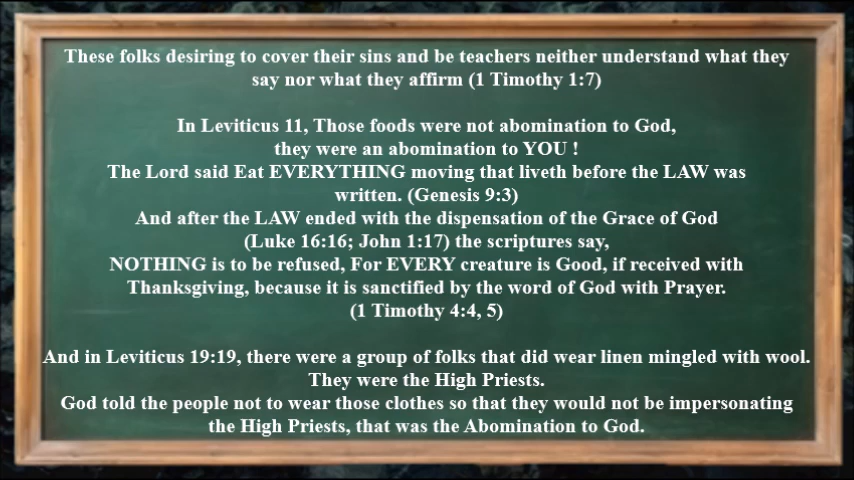 These folks desiring to cover their sins and be teachers neither understand what they
say nor what they affirm (1 Timothy 1:7)
In Leviticus 11, Those foods were not abomination to God,
they were an abomination to YOU !
The Lord said Eat EVERYTHING moving that liveth before the LAW was
written. (Genesis 9:3)
And after the LAW ended with the dispensation of the Grace of God
(Luke 16:16; John 1:17) the scriptures say,
NOTHING is to be refused, For EVERY creature is Good, if received with
Thanksgiving, because it is sanctified by the word of God with Prayer.
(1 Timothy 4:4, 5)
And in Leviticus 19:19, there were a group of folks that did wear linen mingled with wool.
They were the High Priests.
God told the people not to wear those clothes so that they would not be impersonating
the High Priests, that was the Abomination to God.